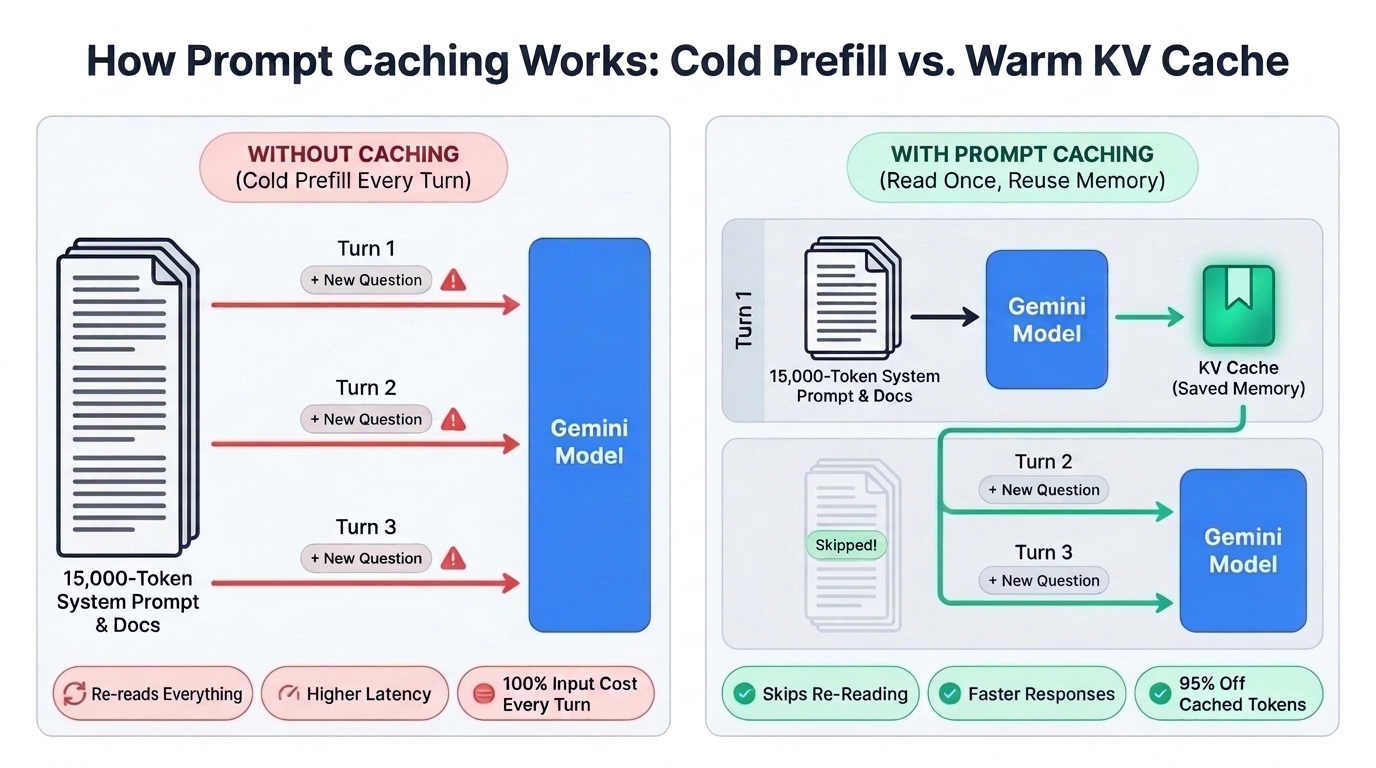 How Prompt Caching Works: Cold Prefill vs. Warm KV Cache
WITHOUT CACHING
(Cold Prefill Every Turn)
Turn 1
+ New Question
Turn 2
+ New Question
Turn 3
+ New Question
15,000-Token
System Prompt
& Docs
Gemini
Model
Re-reads Everything
Higher Latency
100% Input Cost
Every Turn
WITH PROMPT CACHING
(Read Once, Reuse Memory)
Turn 1
15,000-Token System
Prompt & Docs
Gemini
Model
KV Cache
(Saved Memory)
Skipped!
Turn 2
+ New Question
Turn 3
+ New Question
Gemini
Model
Skips Re-Reading
Faster Responses
95% Off
Cached Tokens